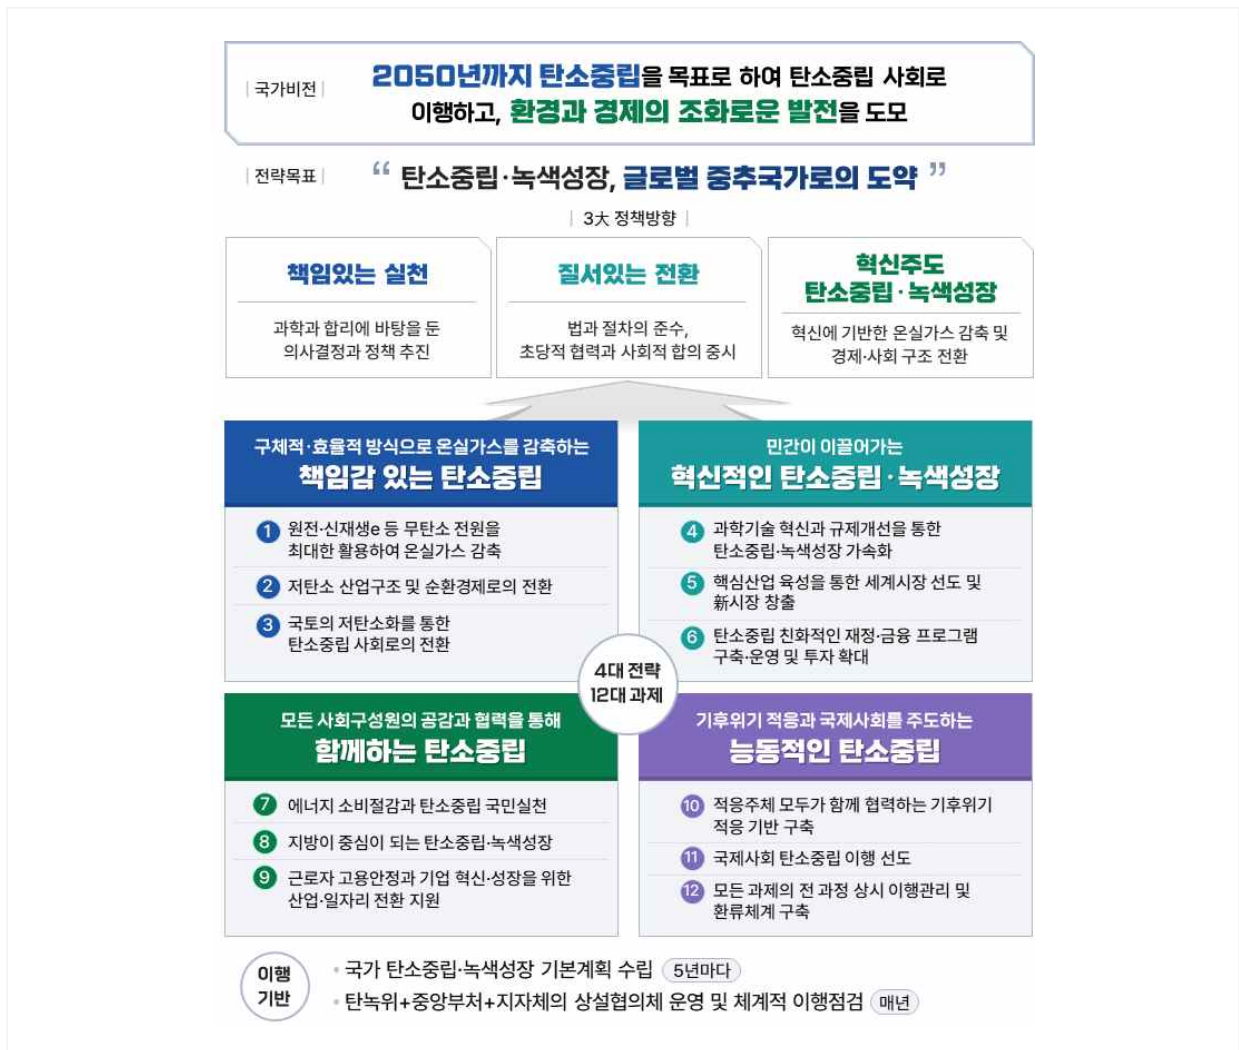 국가비전
2050년까지 탄소중립을 목표로 하여 탄소중립 사회로
이행하고, 환경과 경제의 조화로운 발전을 도모
전략목표
“ 탄소중립·녹색성장, 글로벌 중추국가로의 도약 ”
3大 정책방향
책임있는 실천
과학과 합리에 바탕을 둔
의사결정과 정책 추진
질서있는 전환
법과 절차의 준수,
초당적 협력과 사회적 합의 중시
혁신주도
탄소중립·녹색성장
혁신에 기반한 온실가스 감축 및
경제·사회 구조 전환
구체적·효율적 방식으로 온실가스를 감축하는
책임감 있는 탄소중립
1 원전·신재생e 등 무탄소 전원을
최대한 활용하여 온실가스 감축
2 저탄소 산업구조 및 순환경제로의 전환
3 국토의 저탄소화를 통한
탄소중립 사회로의 전환
민간이 이끌어가는
혁신적인 탄소중립·녹색성장
4 과학기술 혁신과 규제개선을 통한
탄소중립·녹색성장 가속화
5 핵심산업 육성을 통한 세계시장 선도 및
新시장 창출
6 탄소중립 친화적인 재정·금융 프로그램
구축·운영 및 투자 확대
4대 전략
12대 과제
모든 사회구성원의 공감과 협력을 통해
함께하는 탄소중립
7 에너지 소비절감과 탄소중립 국민실천
8 지방이 중심이 되는 탄소중립·녹색성장
9 근로자 고용안정과 기업 혁신·성장을 위한
산업·일자리 전환 지원
기후위기 적응과 국제사회를 주도하는
능동적인 탄소중립
10 적응주체 모두가 함께 협력하는 기후위기
적응 기반 구축
11 국제사회 탄소중립 이행 선도
12 모든 과제의 전 과정 상시 이행관리 및
환류체계 구축
이행
기반
• 국가 탄소중립·녹색성장 기본계획 수립 5년마다
• 탄녹위+중앙부처+지자체의 상설협의체 운영 및 체계적 이행점검 매년